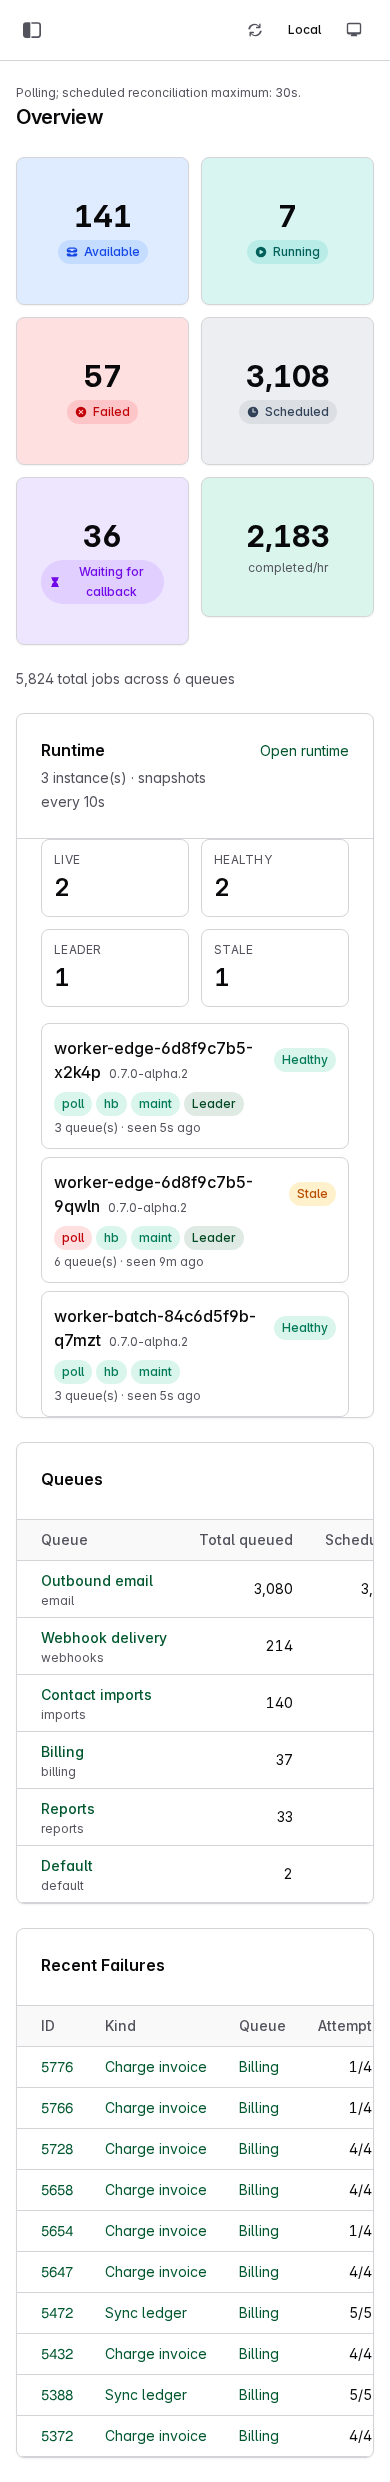 Local
Polling; scheduled reconciliation maximum: 30s.
Overview
141
Available
7
Running
57
Failed
3,108
Scheduled
36
Waiting for
callback
2,183
completed/hr
5,824 total jobs across 6 queues
Runtime
Open runtime
3 instance(s) · snapshots
every 10s
LIVE
2
HEALTHY
2
LEADER
1
STALE
1
worker-edge-6d8f9c7b5-
x2k4p 0.7.0-alpha.2
Healthy
poll hb maint Leader
3 queue(s) · seen 5s ago
worker-edge-6d8f9c7b5-
9qwln 0.7.0-alpha.2
Stale
poll hb maint Leader
6 queue(s) · seen 9m ago
worker-batch-84c6d5f9b-
q7mzt 0.7.0-alpha.2
Healthy
poll hb maint
3 queue(s) · seen 5s ago
Queues
Queue Total queued Schedu
Outbound email 3,080 3,
email
Webhook delivery 214
webhooks
Contact imports 140
imports
Billing 37
billing
Reports 33
reports
Default 2
default
Recent Failures
ID Kind Queue Attempt
5776 Charge invoice Billing 1/4
5766 Charge invoice Billing 1/4
5728 Charge invoice Billing 4/4
5658 Charge invoice Billing 4/4
5654 Charge invoice Billing 1/4
5647 Charge invoice Billing 4/4
5472 Sync ledger Billing 5/5
5432 Charge invoice Billing 4/4
5388 Sync ledger Billing 5/5
5372 Charge invoice Billing 4/4